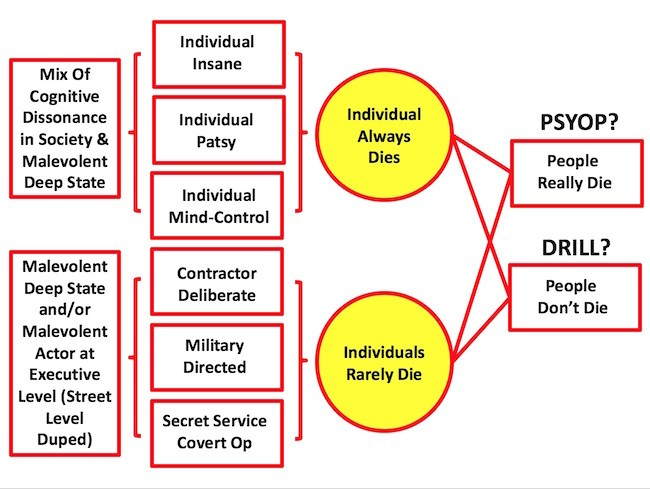 Mix Of
Cognitive
Dissonance
in Society &
Malevolent
Deep State
Individual
Insane
Individual
Patsy
Individual
Mind-Control
Individual
Always
Dies
PSYOP?
People
Really Die
DRILL?
People
Don't Die
Malevolent
Deep State
and/or
Malevolent
Actor at
Executive
Level (Street
Level
Duped)
Contractor
Deliberate
Military
Directed
Secret Service
Covert Op
Individuals
Rarely Die